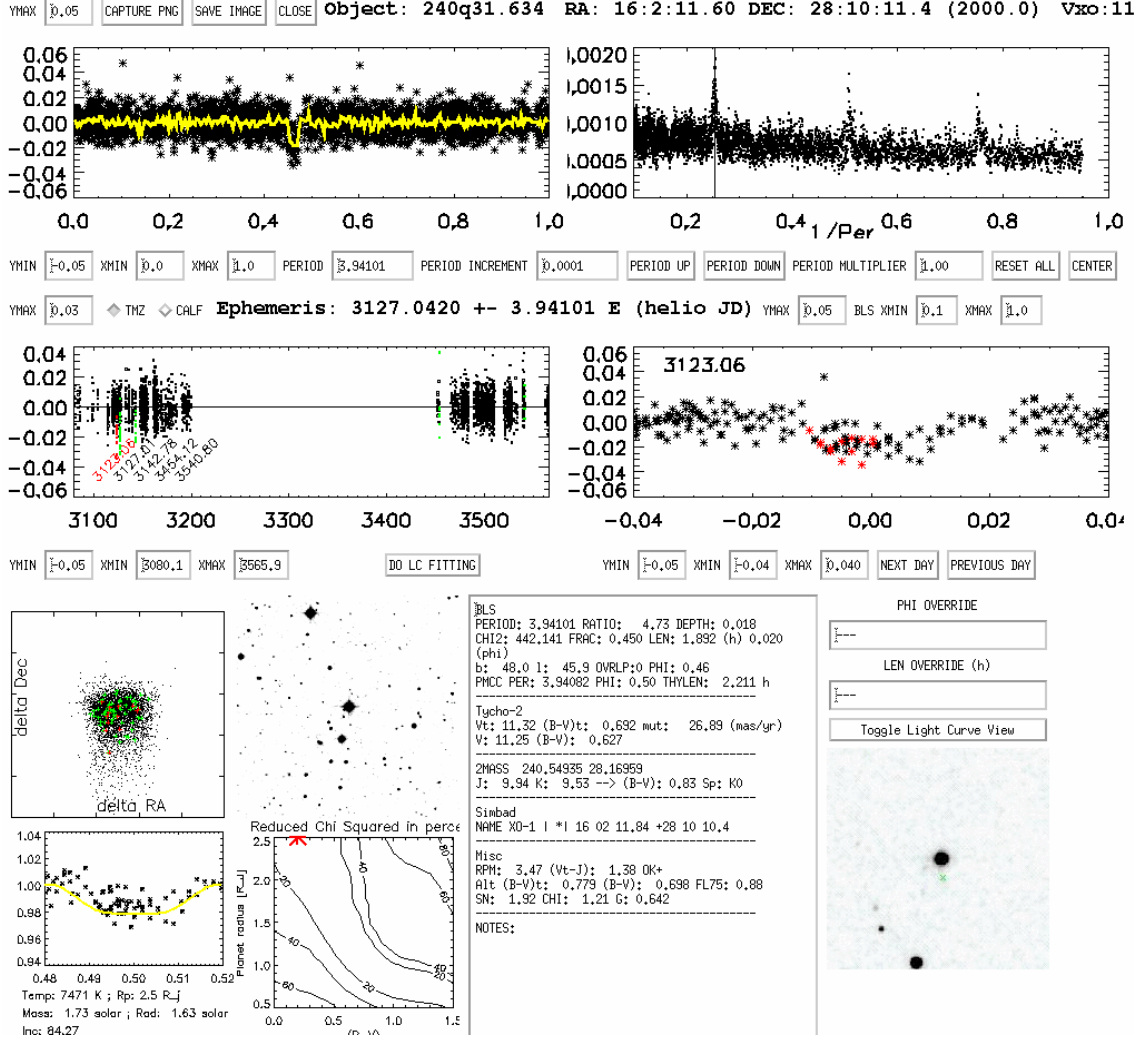 YMAX 0.05 CAPTURE PNG SAVE IMAGE CLOSE Object: 240q31.634 RA: 16:2:11.60 DEC: 28:10:11.4 (2000.0) Vxo:11
0.06
0.04
0.02
0.00
-0.02
-0.04
-0.06
0.0 0.2 0.4 0.6 0.8 1.0
0.0020
0.0015
0.0010
0.0005
0.0000
0.2 0.4 0.6 0.8 1.0
1/Per
YMIN -0.05 XMIN 0.0 XMAX 1.0 PERIOD 3.94101 PERIOD INCREMENT 0.0001 PERIOD UP PERIOD DOWN PERIOD MULTIPLIER 1.00 RESET ALL CENTER
YMAX 0.03 TMZ CALF Ephemeris: 3127.0420 +- 3.94101 E (helio JD) YMAX 0.05 BLS XMIN 0.1 XMAX 1.0
0.04
0.02
0.00
-0.02
-0.04
-0.06
3123.06
3127.01
3142.78
3454.12
3540.80
3100 3200 3300 3400 3500
3123.06
0.06
0.04
0.02
0.00
-0.02
-0.04
-0.06
-0.04 -0.02 0.00 0.02 0.04
YMIN -0.05 XMIN 3080.1 XMAX 3565.9 DO LC FITTING YMIN -0.05 XMIN -0.04 XMAX 0.040 NEXT DAY PREVIOUS DAY
delta Dec
delta RA
BLS
PERIOD: 3.94101 RATIO: 4.73 DEPTH: 0.018
CHI2: 442.141 FRAC: 0.450 LEN: 1.892 (h) 0.020
(phi)
b: 48.0 l: 45.9 OVRLP:0 PHI: 0.46
PMCC PER: 3.94082 PHI: 0.50 THYLEN: 2.211 h
Tycho-2
Vt: 11.32 (B-V)t: 0.692 mut: 26.89 (mas/yr)
V: 11.25 (B-V): 0.627
2MASS 240.54935 28.16959
J: 9.94 K: 9.53 --> (B-V): 0.83 Sp: K0
Simbad
NAME XO-1 | *| 16 02 11.84 +28 10 10.4
Misc
RPM: 3.47 (Vt-J): 1.38 OK+
Alt (B-V)t: 0.779 (B-V): 0.698 FL75: 0.88
SN: 1.92 CHI: 1.21 G: 0.642
NOTES:
PHI OVERRIDE
---
LEN OVERRIDE (h)
---
Toggle Light Curve View
1.04
1.02
1.00
0.98
0.96
0.94
0.48 0.49 0.50 0.51 0.52
Temp: 7471 K ; Rp: 2.5 R_j
Mass: 1.73 solar ; Rad: 1.63 solar
Inc: 84.27
Reduced Chi Squared in perce
Planet radius [R_J]
2.5
2.0
1.5
1.0
0.5
20
40
60
40
20
80
60
40
20
20
0.0 0.5 1.0 1.5